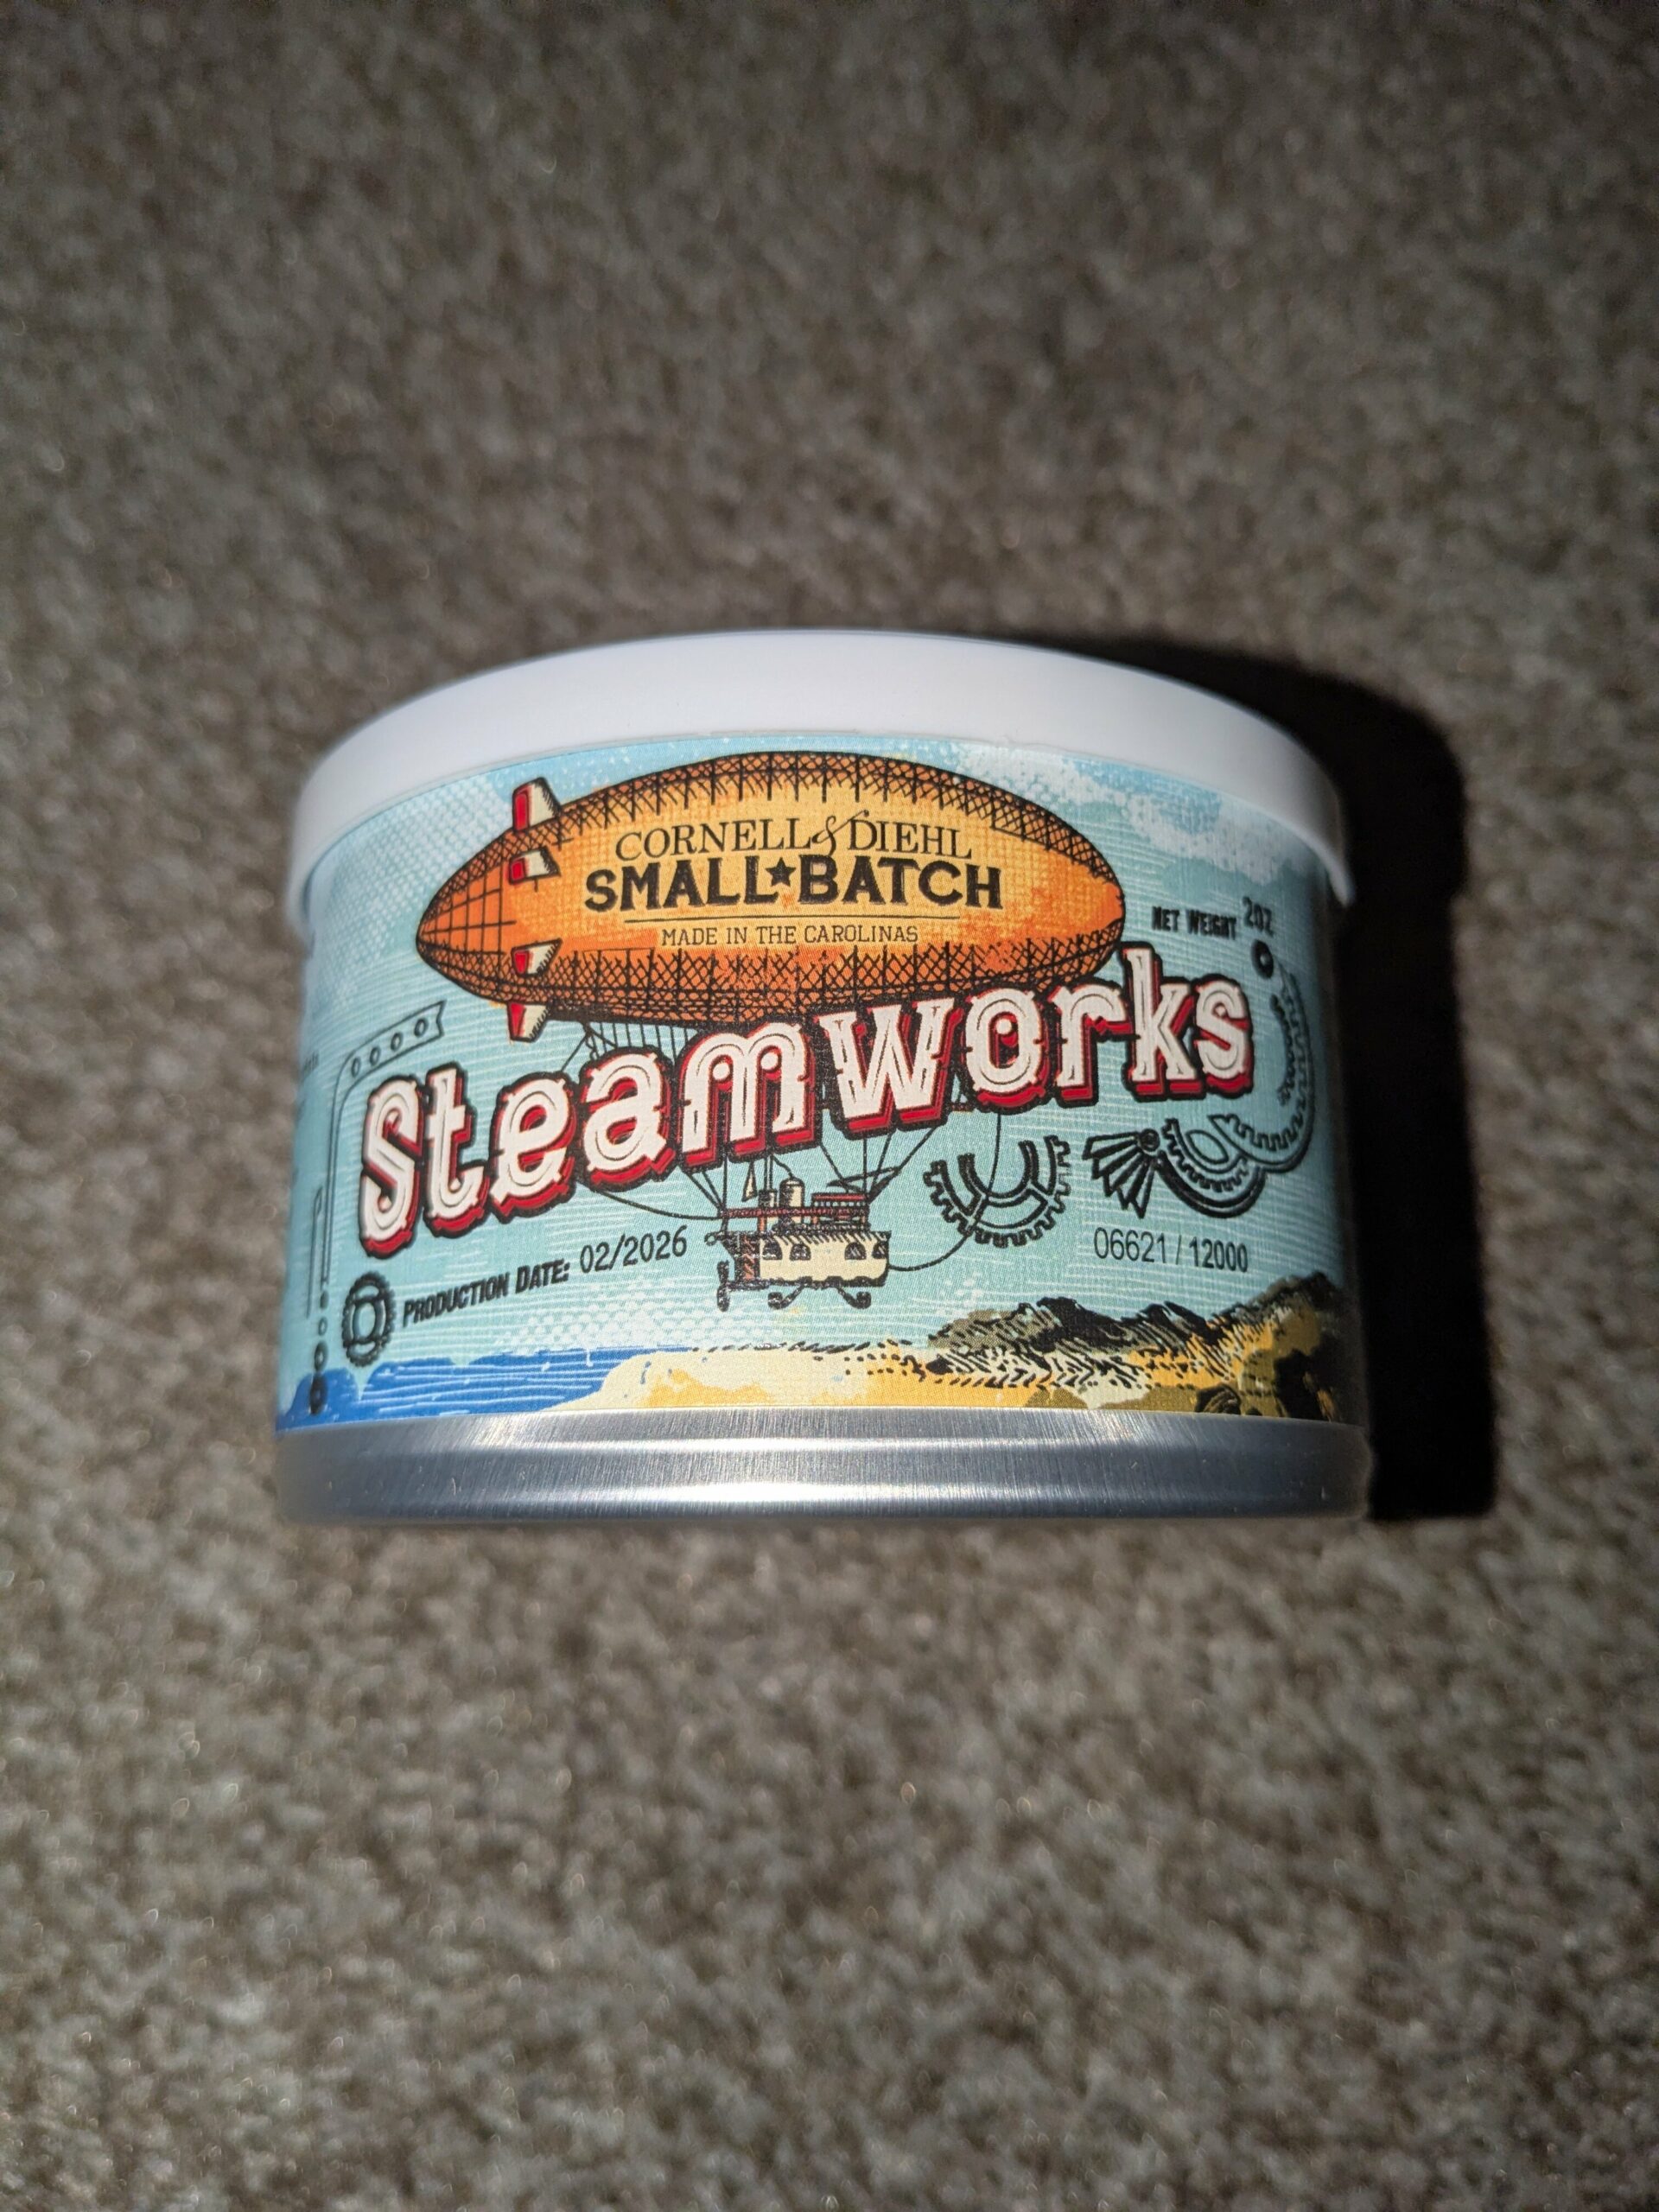 CORNELL & DIEHL
SMALL★BATCH
MADE IN THE CAROLINAS
NET WEIGHT 2OZ
Steamworks
PRODUCTION DATE: 02/2026
06621 / 12000